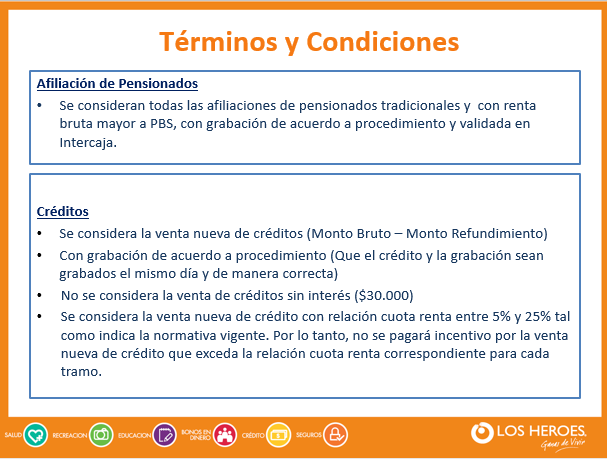 Términos y Condiciones
Afiliación de Pensionados
• Se consideran todas las afiliaciones de pensionados tradicionales y con renta
bruta mayor a PBS, con grabación de acuerdo a procedimiento y validada en
Intercaja.
Créditos
• Se considera la venta nueva de créditos (Monto Bruto – Monto Refundimiento)
• Con grabación de acuerdo a procedimiento (Que el crédito y la grabación sean
grabados el mismo día y de manera correcta)
• No se considera la venta de créditos sin interés ($30.000)
• Se considera la venta nueva de crédito con relación cuota renta entre 5% y 25% tal
como indica la normativa vigente. Por lo tanto, no se pagará incentivo por la venta
nueva de crédito que exceda la relación cuota renta correspondiente para cada
tramo.
SALUD
RECREACION
EDUCACION
BONOS EN
DINERO
CRÉDITO
SEGUROS
LOS HEROES
Ganas de Vivir